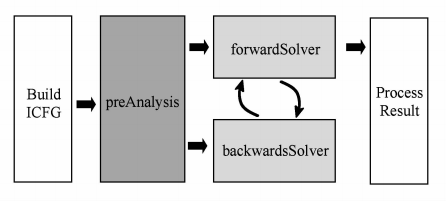 Build
ICFG
preAnalysis
forwardSolver
backwardsSolver
Process
Result